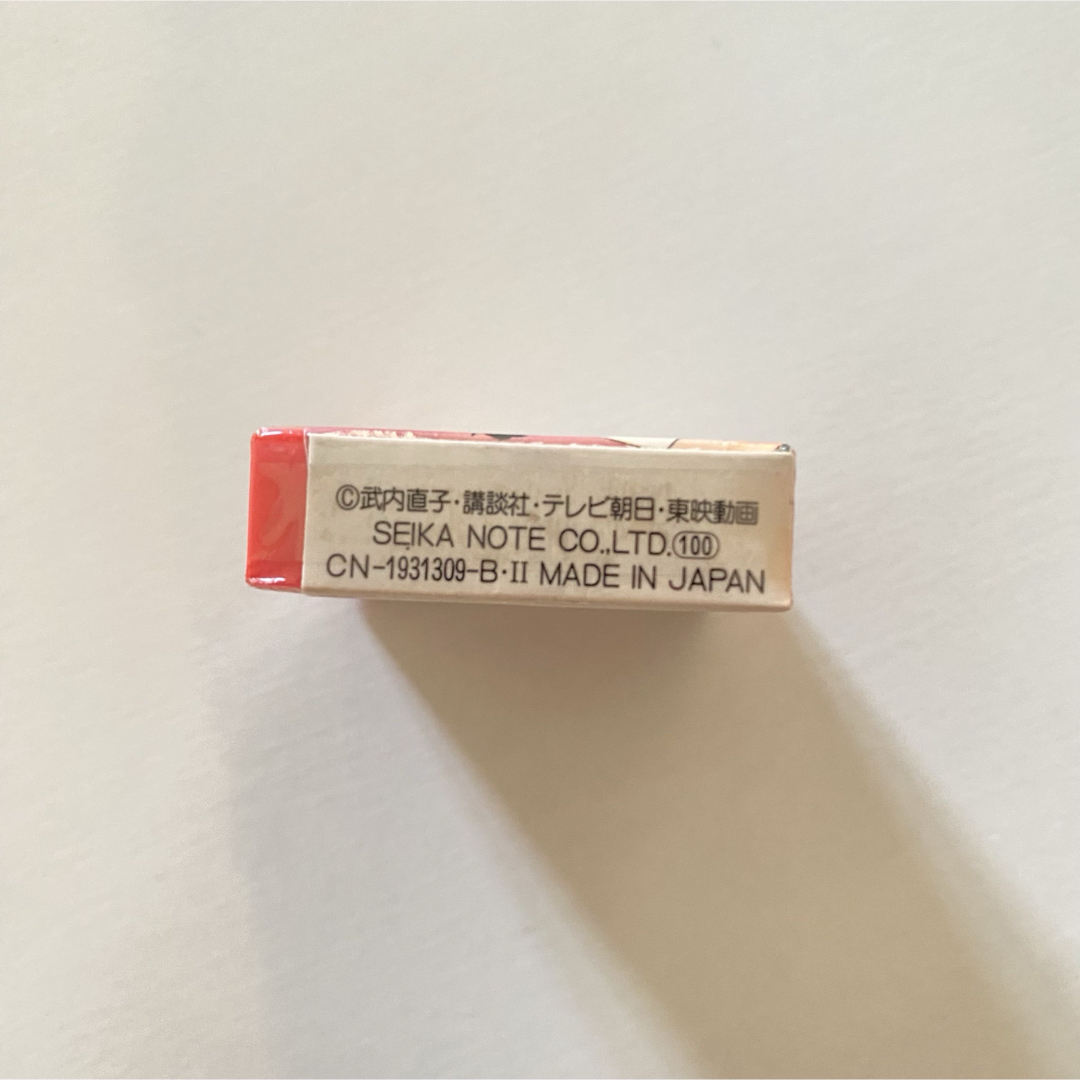 ©武内直子・講談社・テレビ朝日・東映動画
SEIKA NOTE CO.,LTD.(100)
CN-1931309-B・II MADE IN JAPAN